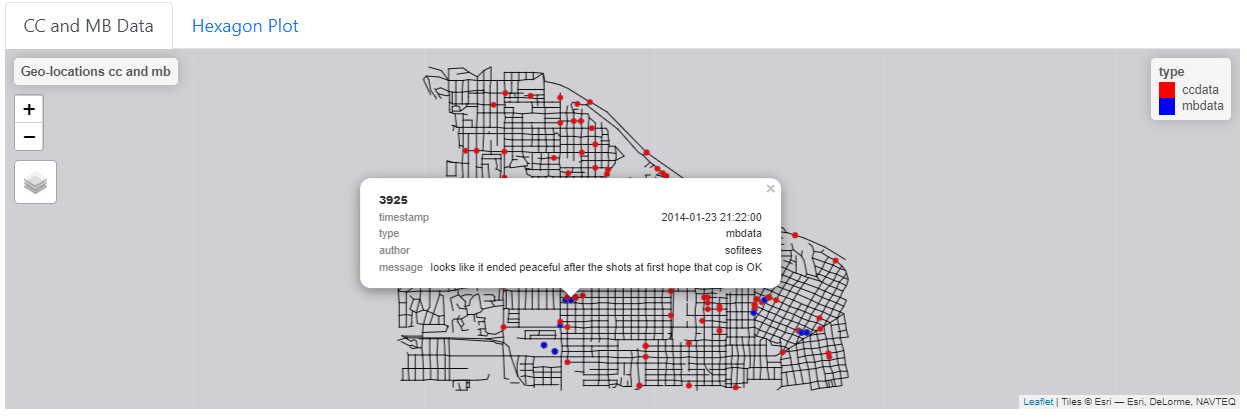 CC and MB Data
Hexagon Plot
Geo-locations cc and mb
+
−
type
ccdata
mbdata
×
3925
timestamp 2014-01-23 21:22:00
type mbdata
author sofitees
message looks like it ended peaceful after the shots at first hope that cop is OK
Leaflet | Tiles © Esri — Esri, DeLorme, NAVTEQ